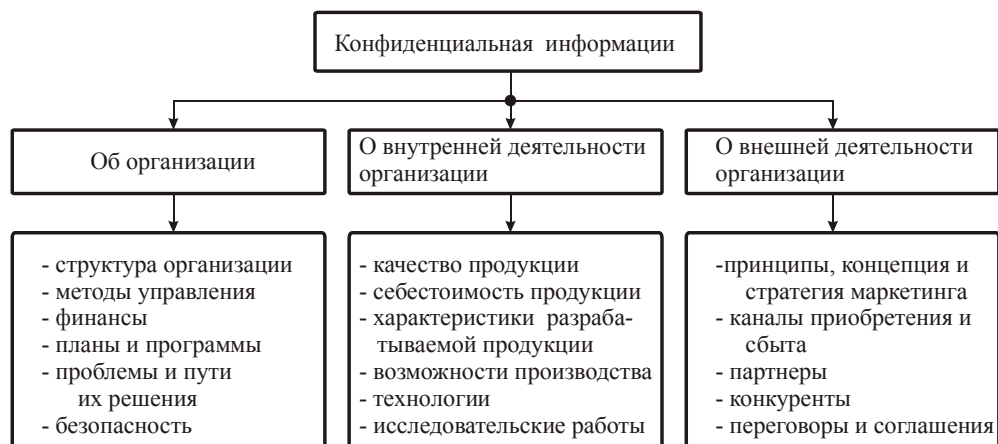 Конфиденциальная информации
Об организации
О внутренней деятельности
организации
О внешней деятельности
организации
- структура организации
- методы управления
- финансы
- планы и программы
- проблемы и пути
их решения
- безопасность
- качество продукции
- себестоимость продукции
- характеристики разраба-
тываемой продукции
- возможности производства
- технологии
- исследовательские работы
-принципы, концепция и
стратегия маркетинга
- каналы приобретения и
сбыта
- партнеры
- конкуренты
- переговоры и соглашения